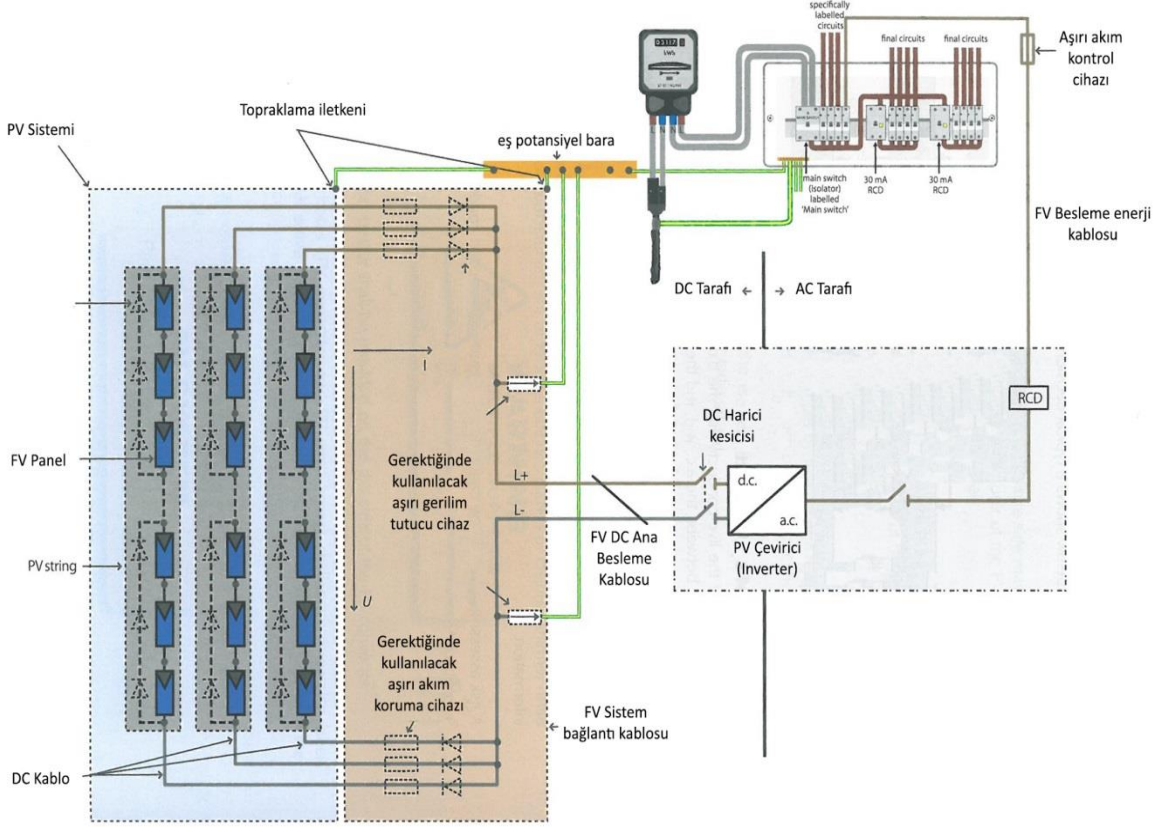 specifically
labelled
circuits
final circuits
final circuits
Aşırı akım
kontrol
cihazı
kWh
Topraklama iletkeni
PV Sistemi
eş potansiyel bara
main switch
(Isolator)
labelled
'Main switch'
30 mA
RCD
30 mA
RCD
FV Besleme enerji
kablosu
DC Tarafı
AC Tarafı
I
RCD
DC Harici
kesicisi
FV Panel
Gerektiğinde
kullanılacak
aşırı gerilim
tutucu cihaz
L+
L-
d.c.
a.c.
FV DC Ana
Besleme
Kablosu
PV Çevirici
(Inverter)
PV string
U
Gerektiğinde
kullanılacak
aşırı akım
koruma cihazı
FV Sistem
bağlantı kablosu
DC Kablo